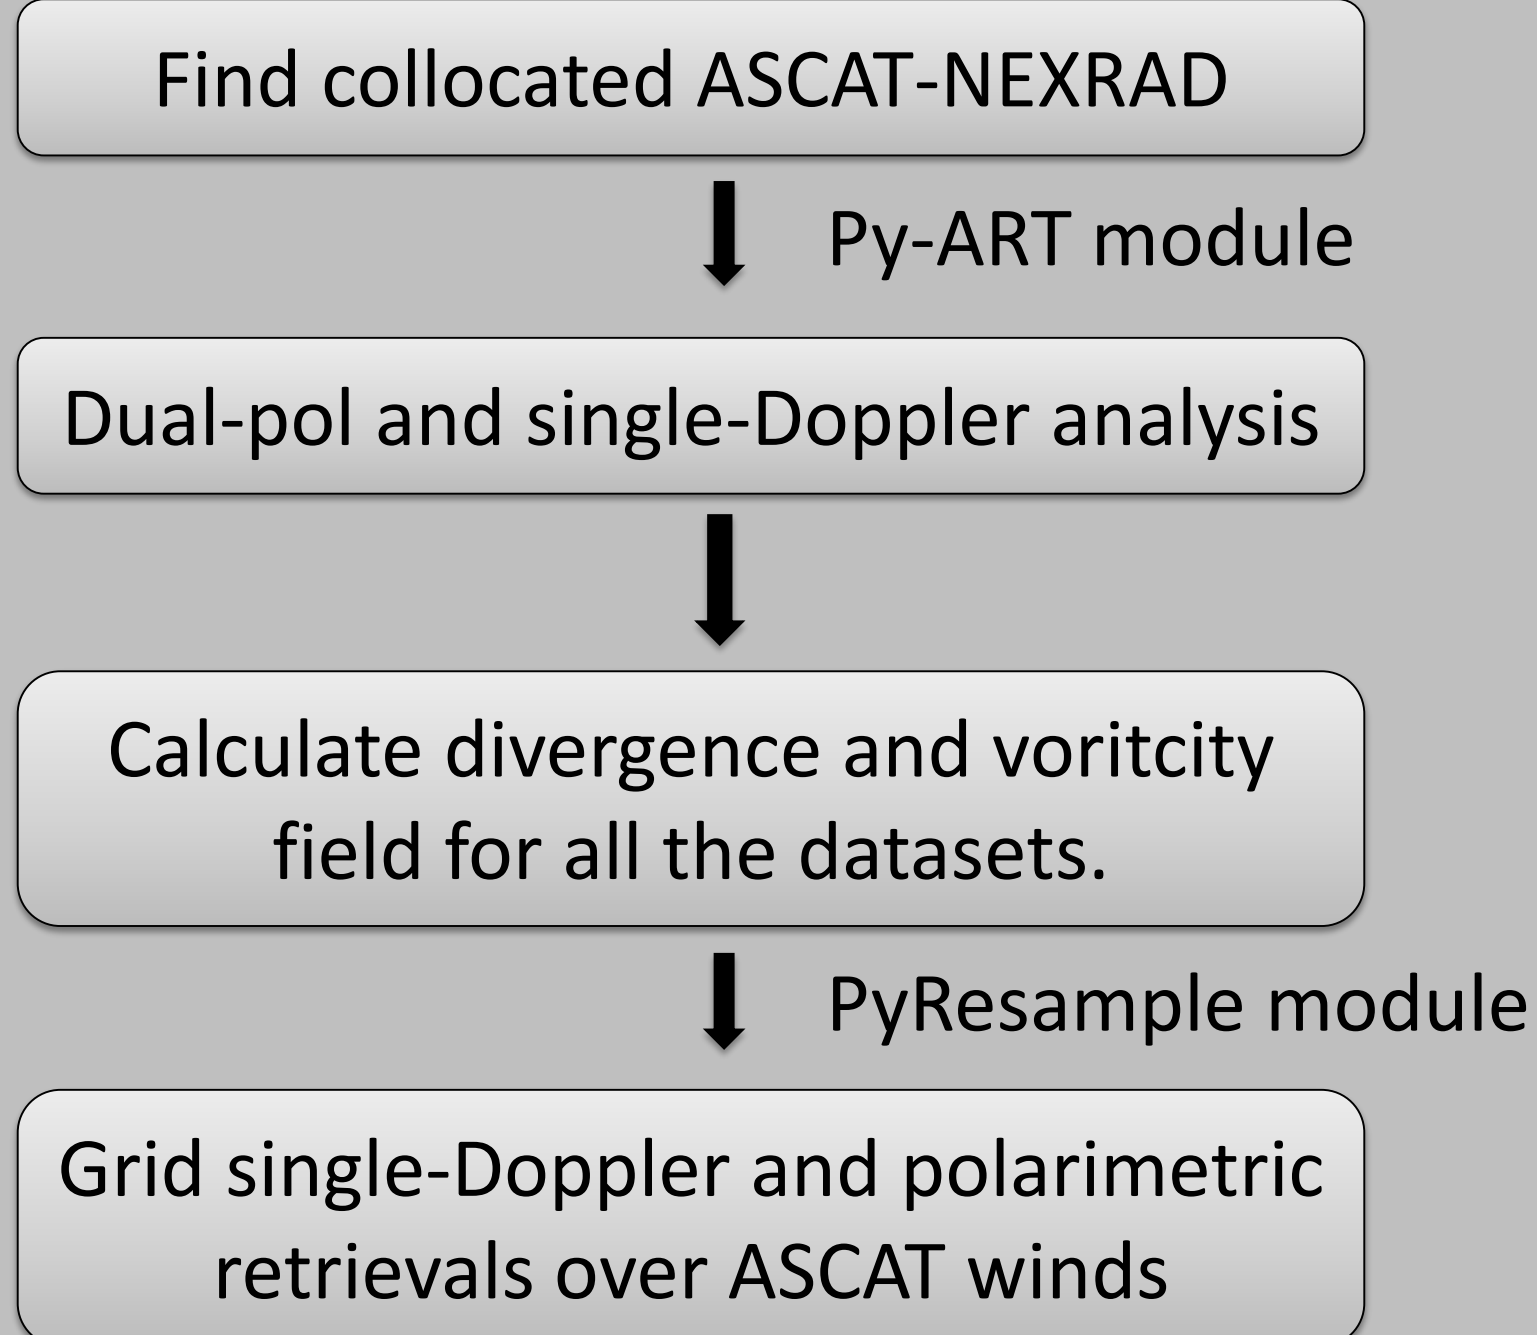 Find collocated ASCAT-NEXRAD
Py-ART module
Dual-pol and single-Doppler analysis
Calculate divergence and voritcity
field for all the datasets.
PyResample module
Grid single-Doppler and polarimetric
retrievals over ASCAT winds